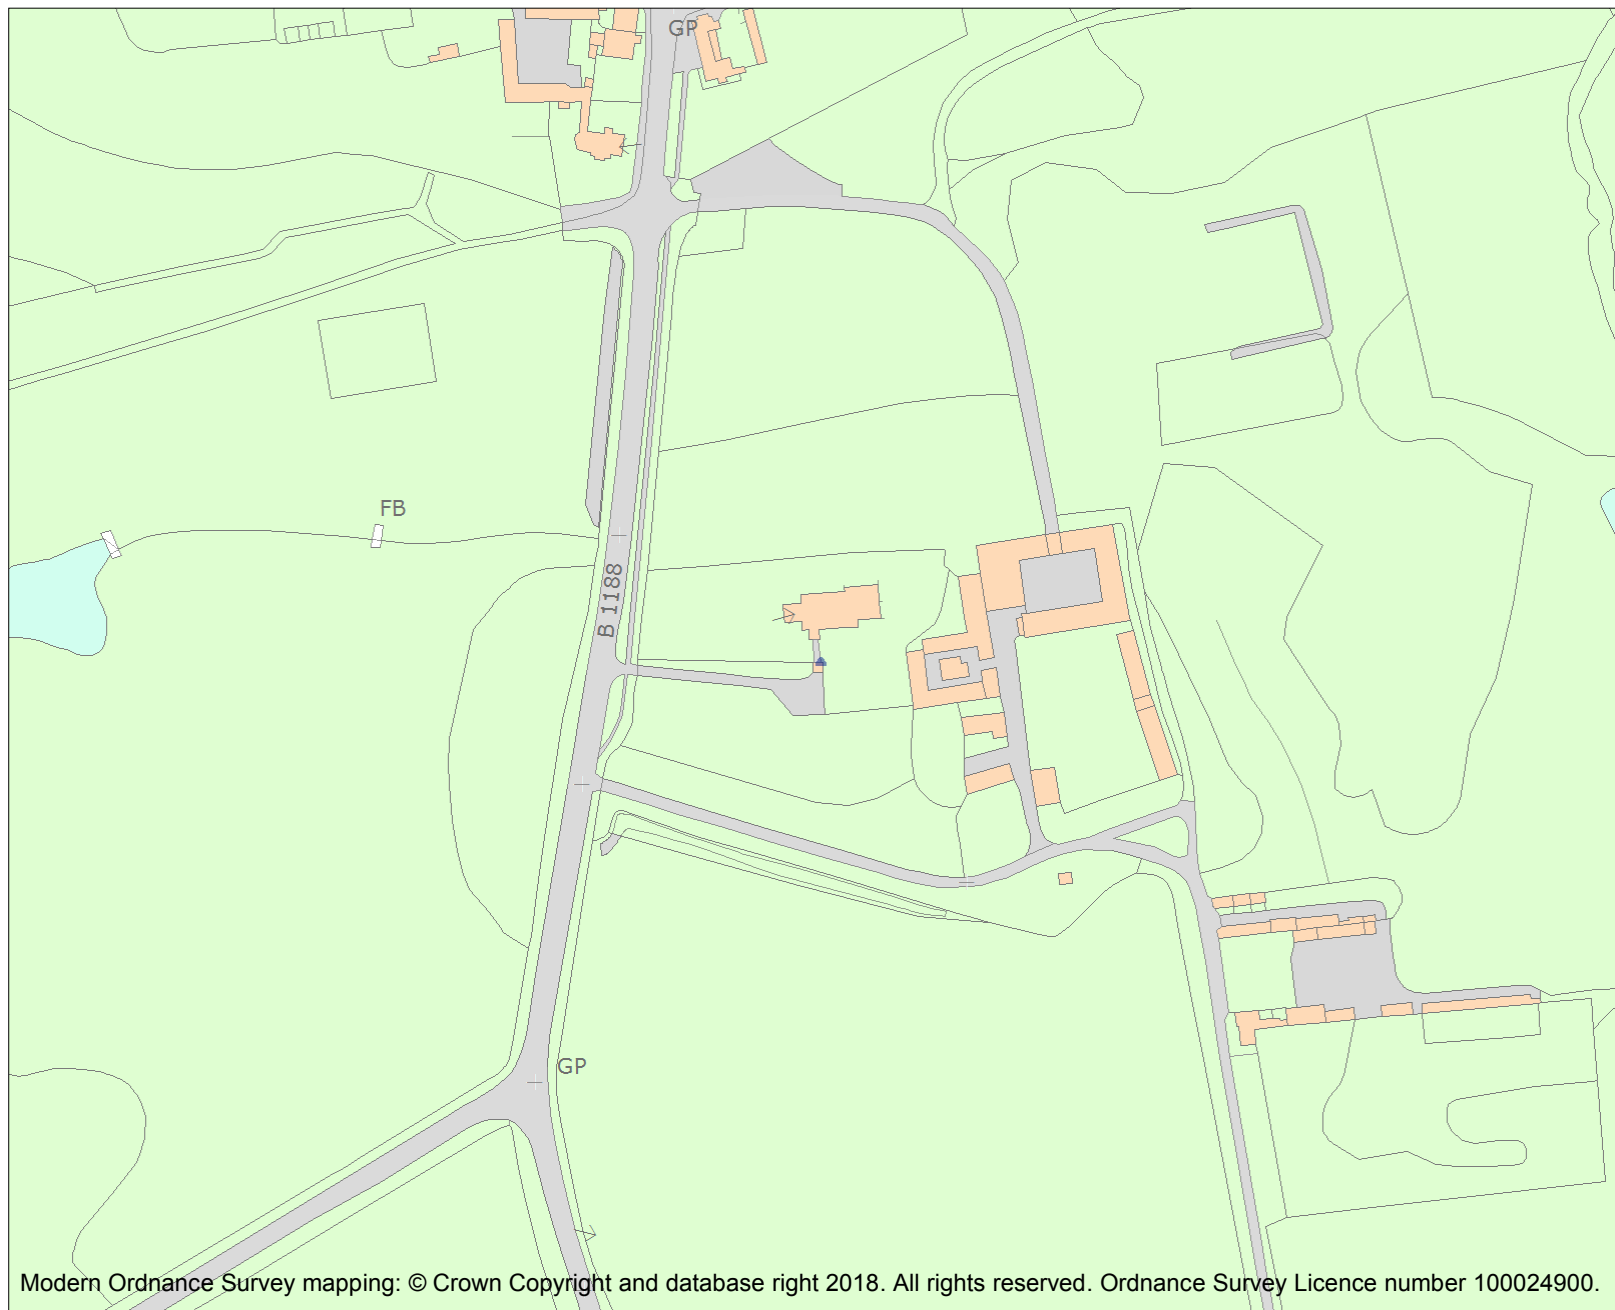 GP
FB
B 1188
GP
Modern Ordnance Survey mapping: © Crown Copyright and database right 2018. All rights reserved. Ordnance Survey Licence number 100024900.